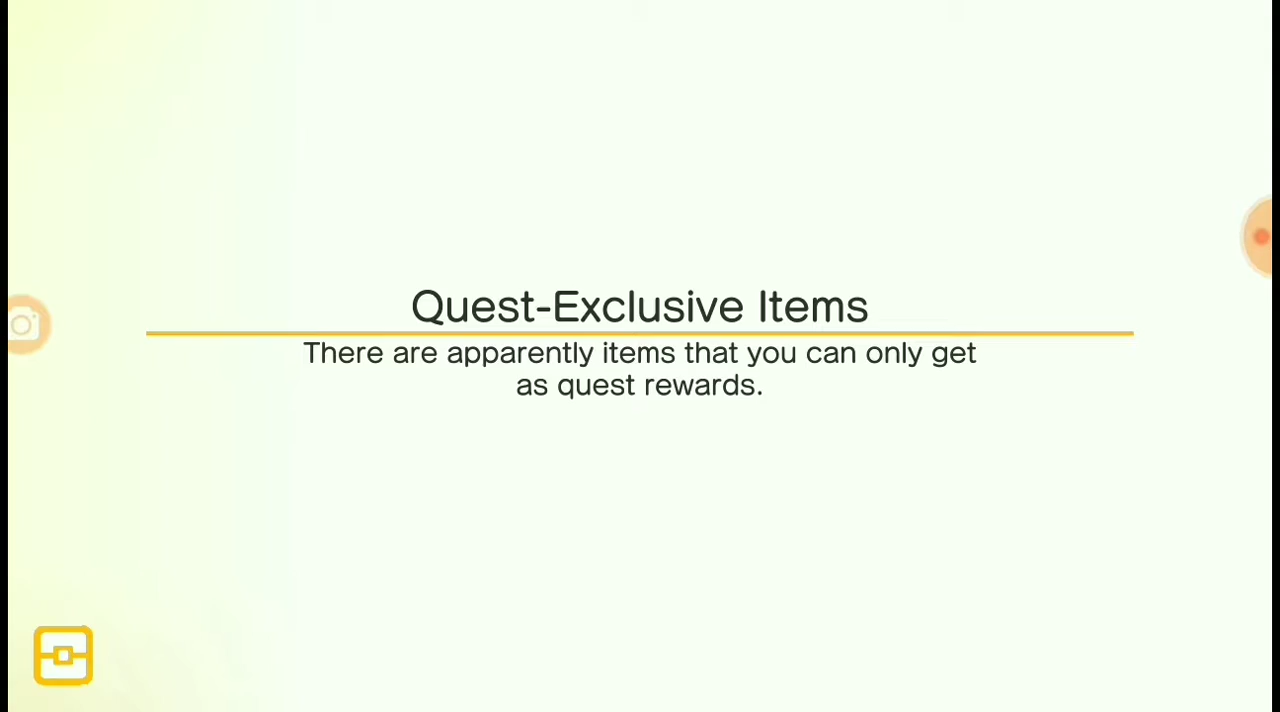 Quest-Exclusive Items
There are apparently items that you can only get
as quest rewards.